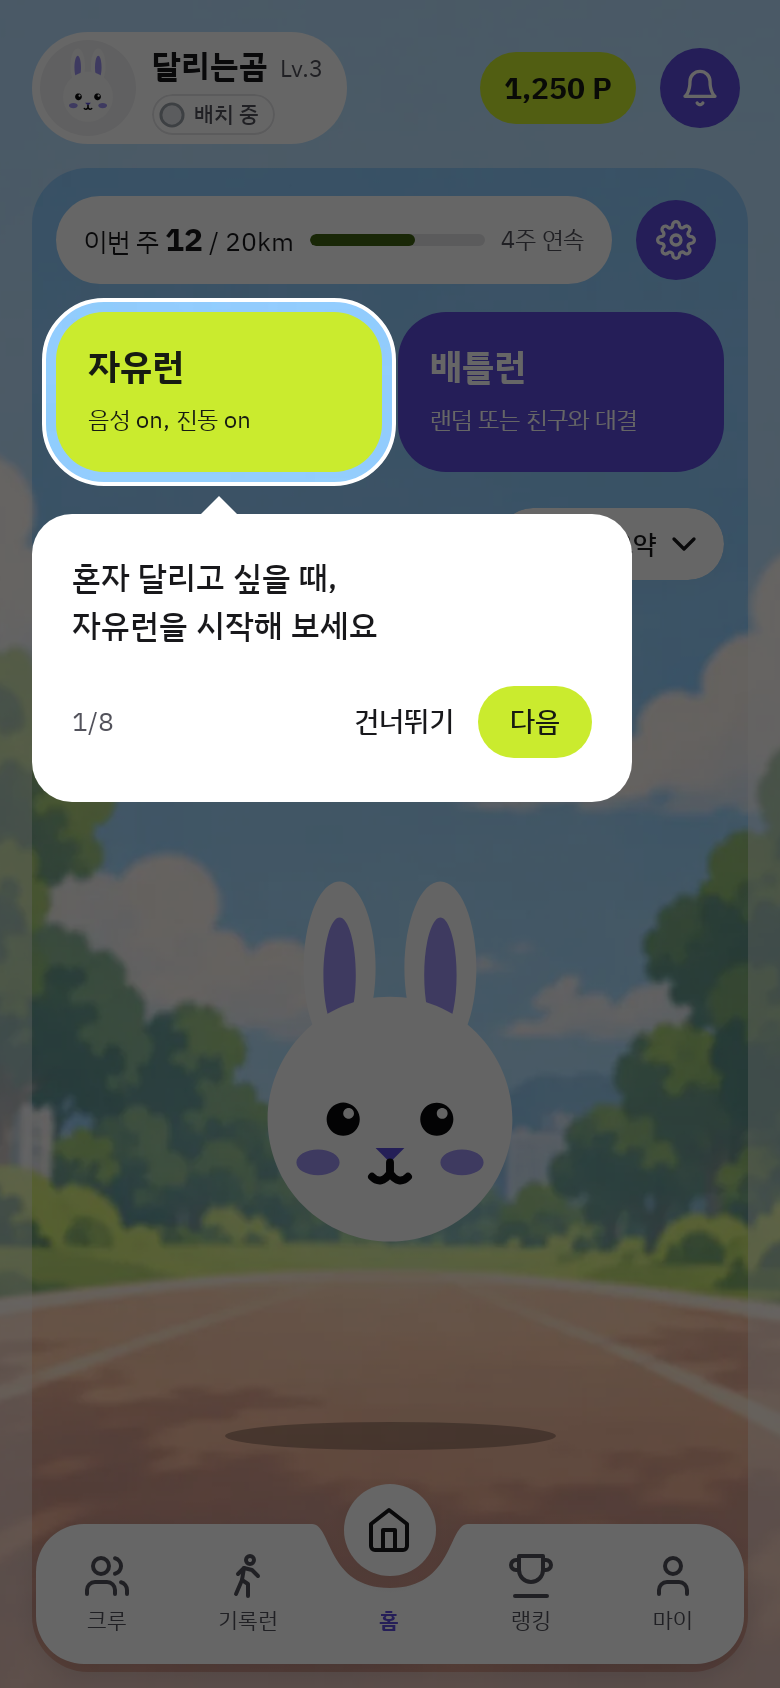 달리는곰 Lv.3
배치 중
1,250 P
이번 주 12 / 20km
4주 연속
자유런
음성 on, 진동 on
배틀런
랜덤 또는 친구와 대결
약
혼자 달리고 싶을 때,
자유런을 시작해 보세요
1/8
건너뛰기
다음
크루
기록런
홈
랭킹
마이